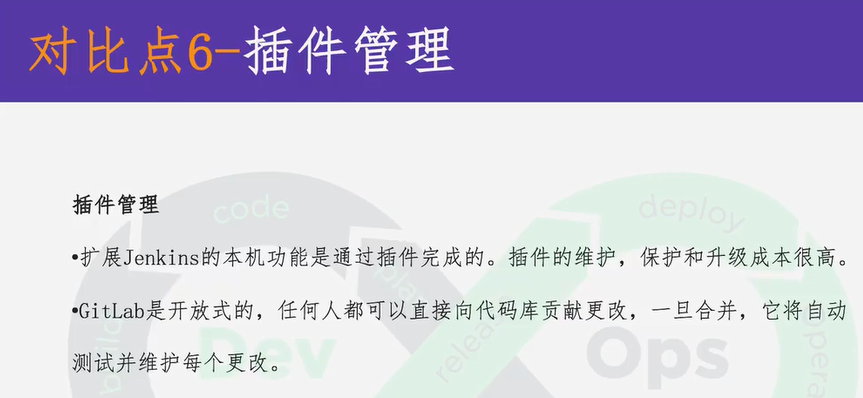 对比点6-插件管理
插件管理
•扩展Jenkins的本机功能是通过插件完成的。插件的维护，保护和升级成本很高。
•GitLab是开放式的，任何人都可以直接向代码库贡献更改，一旦合并，它将自动
测试并维护每个更改。
code
deploy
build
plan
release
opera
Dev
Ops